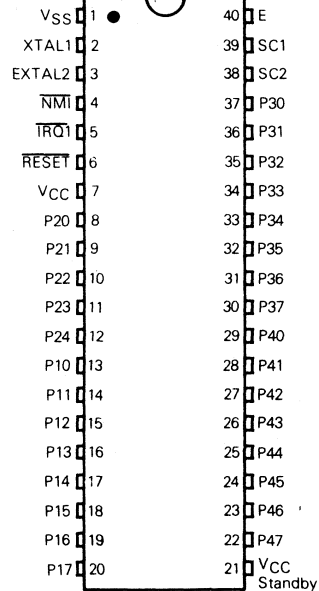 VSS 1 40 E
XTAL1 2 39 SC1
EXTAL2 3 38 SC2
NMI 4 37 P30
IRQ1 5 36 P31
RESET 6 35 P32
VCC 7 34 P33
P20 8 33 P34
P21 9 32 P35
P22 10 31 P36
P23 11 30 P37
P24 12 29 P40
P10 13 28 P41
P11 14 27 P42
P12 15 26 P43
P13 16 25 P44
P14 17 24 P45
P15 18 23 P46
P16 19 22 P47
P17 20 21 VCC
Standby